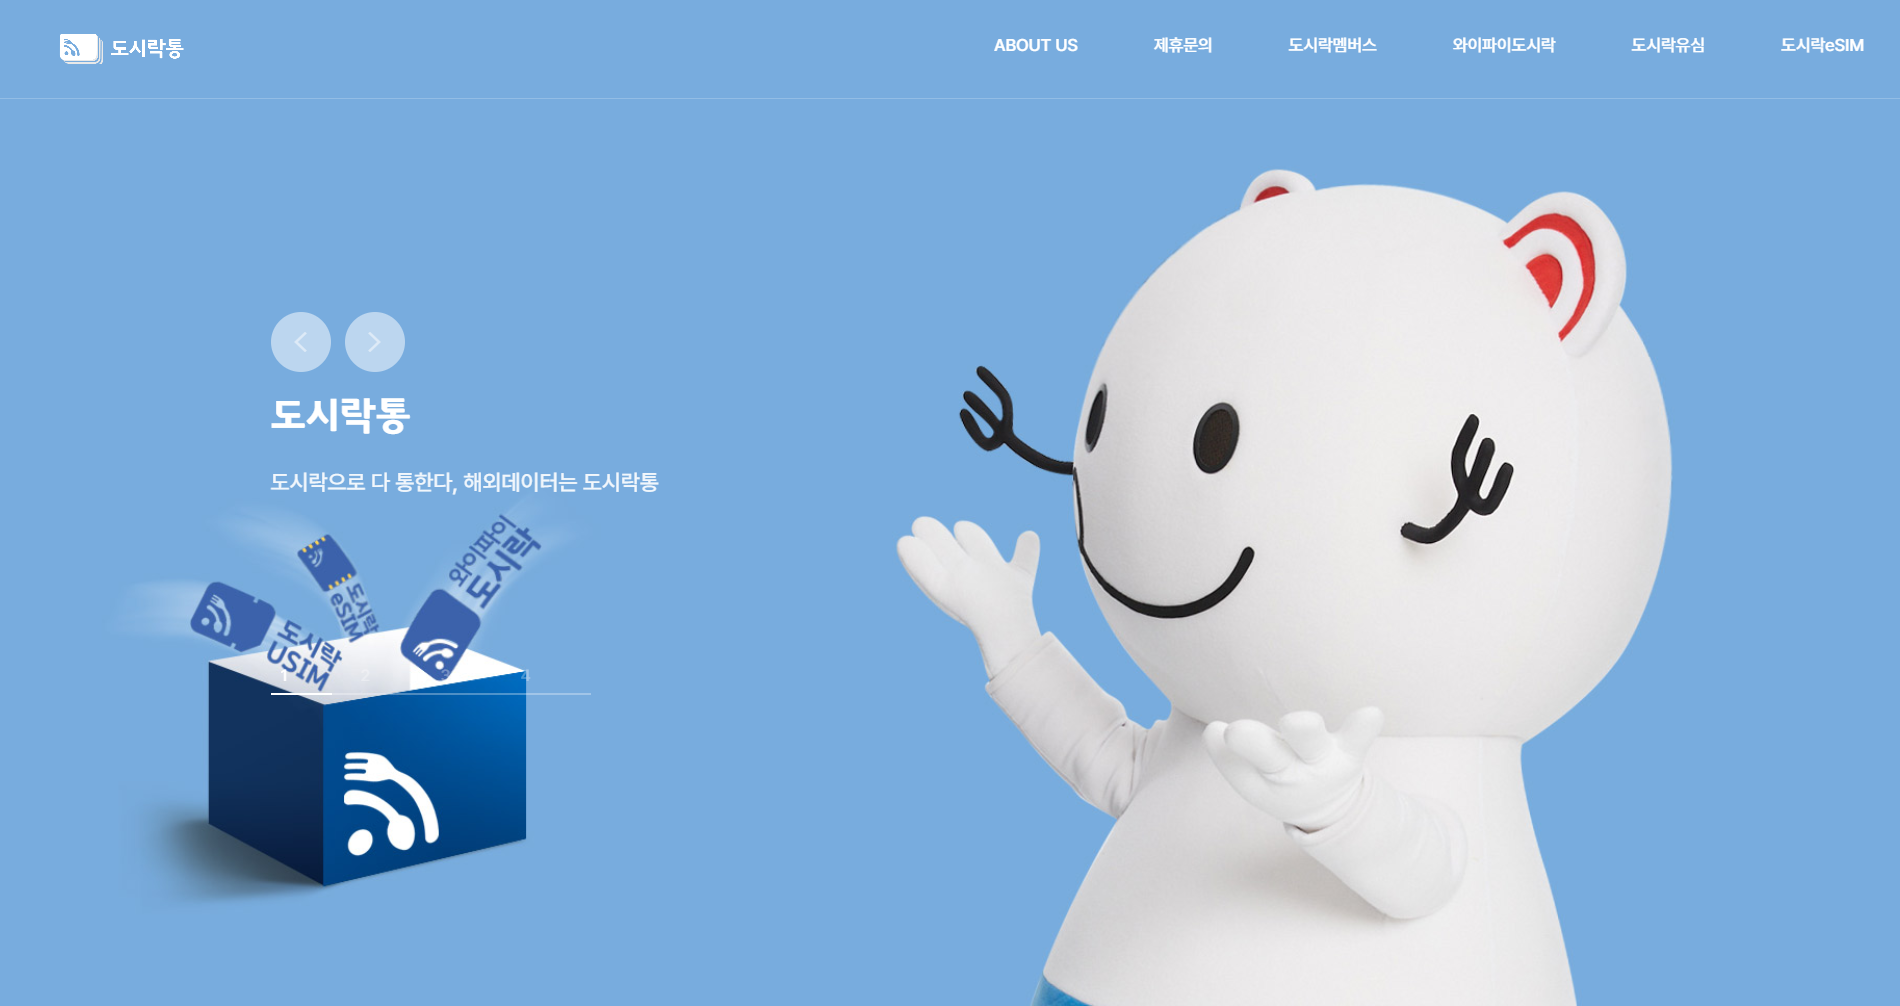 도시락통
ABOUT US
제휴문의
도시락멤버스
와이파이도시락
도시락유심
도시락eSIM
도시락통
도시락으로 다 통한다, 해외데이터는 도시락통
와이파이
도시락
도시락
eSIM
도시락
USIM
1
2
3
4